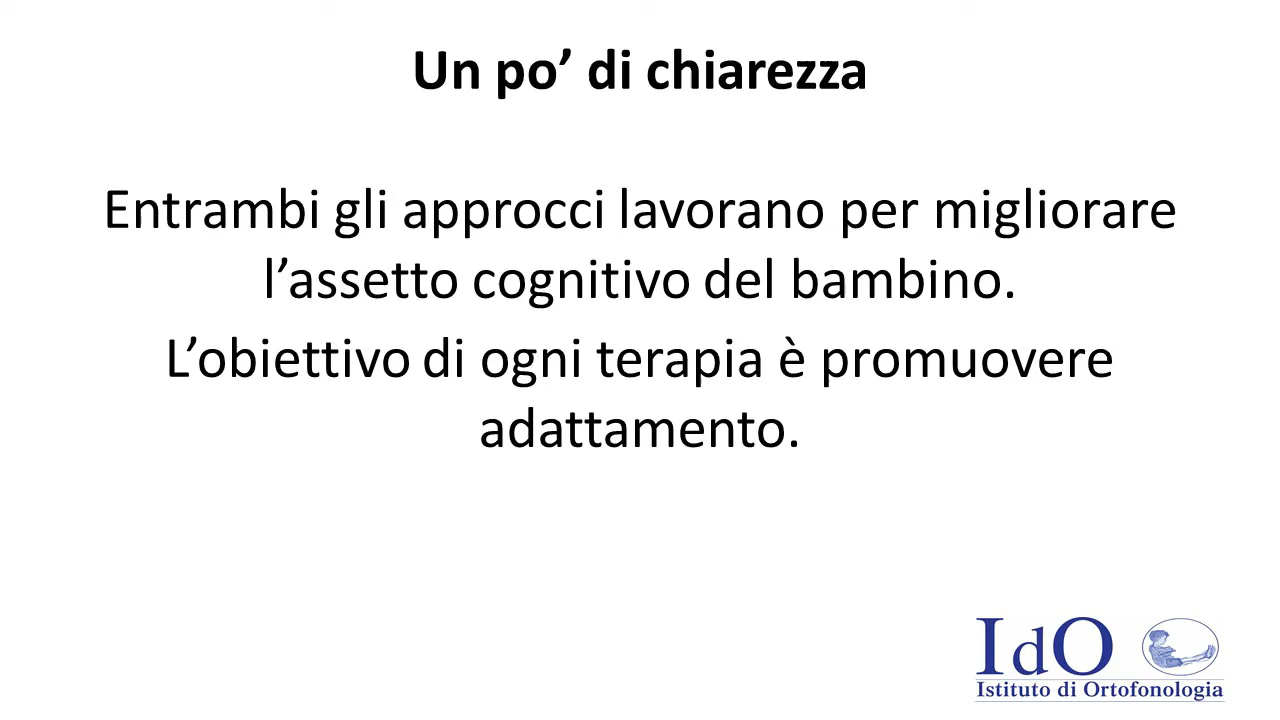 Un po’ di chiarezza
Entrambi gli approcci lavorano per migliorare
l’assetto cognitivo del bambino.
L’obiettivo di ogni terapia è promuovere
adattamento.
IdO
Istituto di Ortofonologia